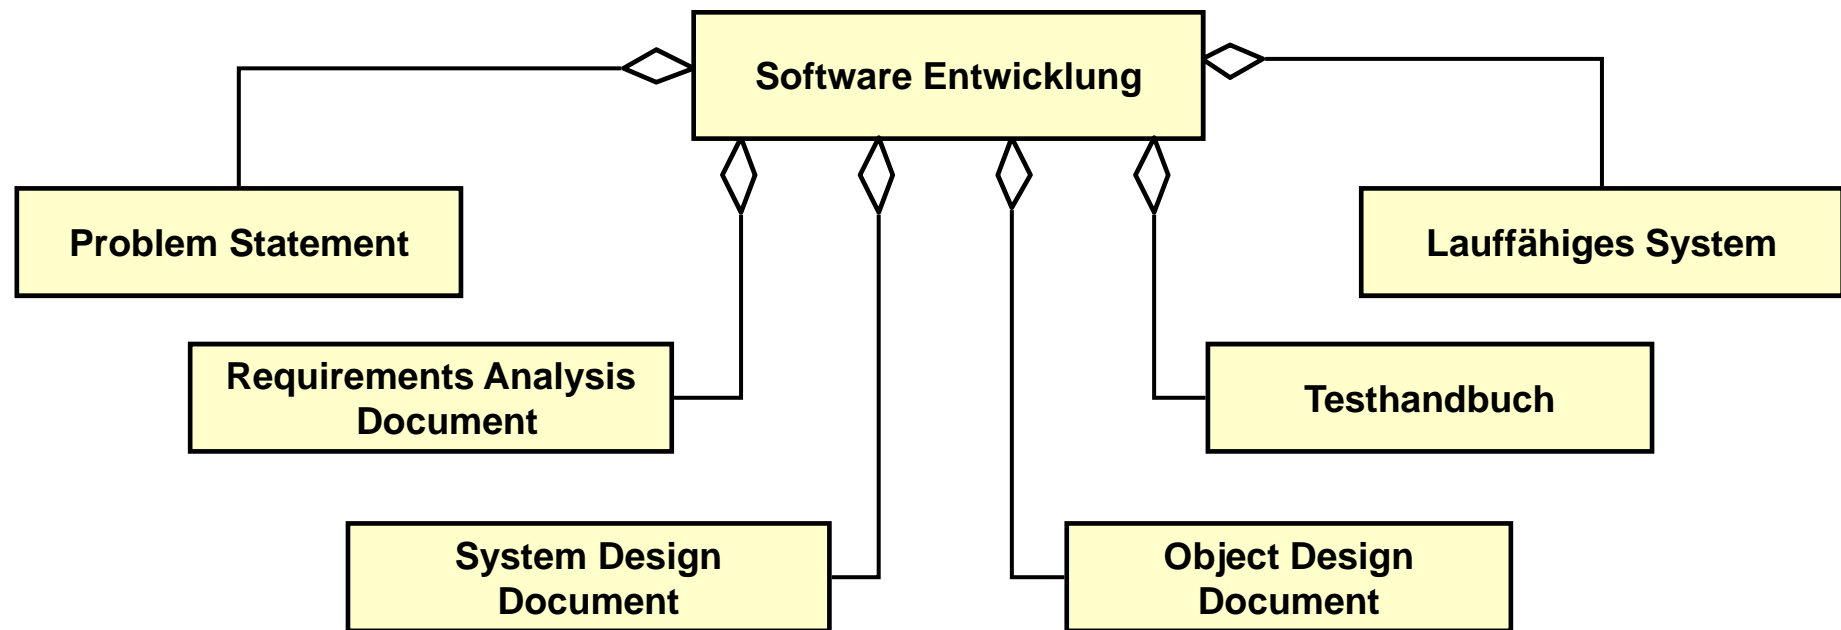 Software Entwicklung
Problem Statement
Lauffähiges System
Requirements Analysis
Document
Testhandbuch
System Design
Document
Object Design
Document